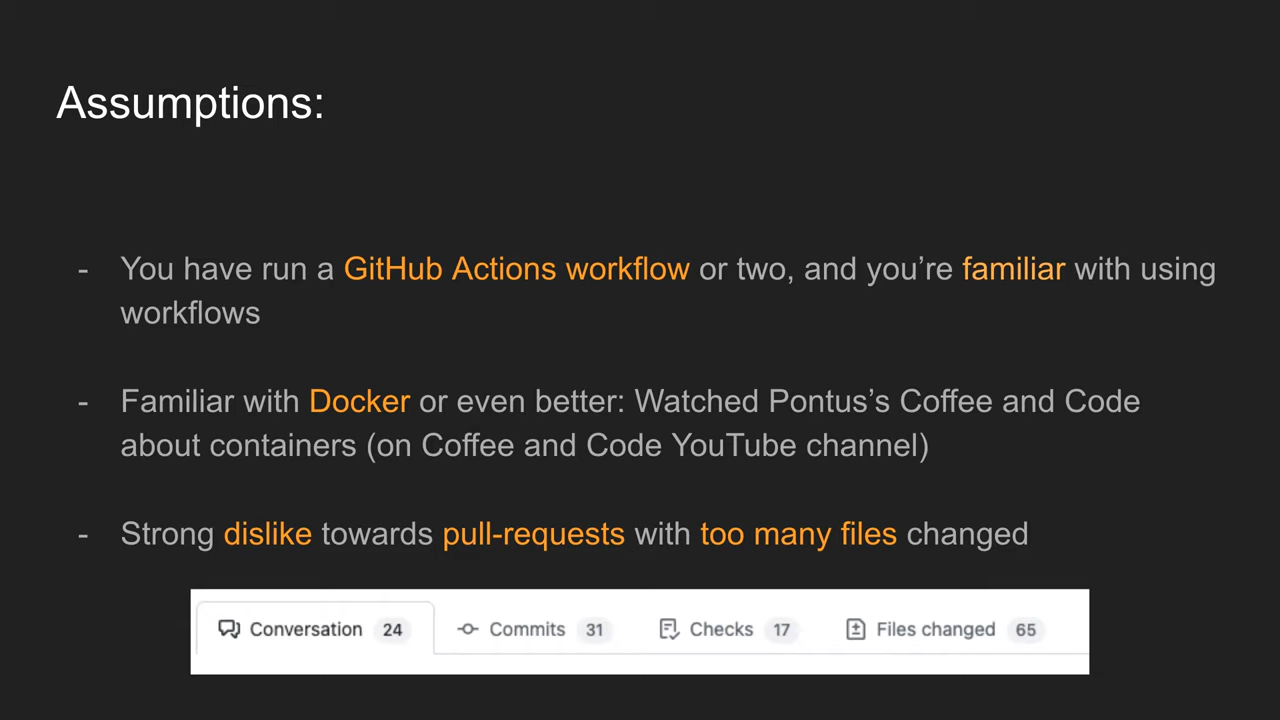 Assumptions:
- You have run a GitHub Actions workflow or two, and you’re familiar with using
workflows
- Familiar with Docker or even better: Watched Pontus’s Coffee and Code
about containers (on Coffee and Code YouTube channel)
- Strong dislike towards pull-requests with too many files changed
Conversation 24 Commits 31 Checks 17 Files changed 65